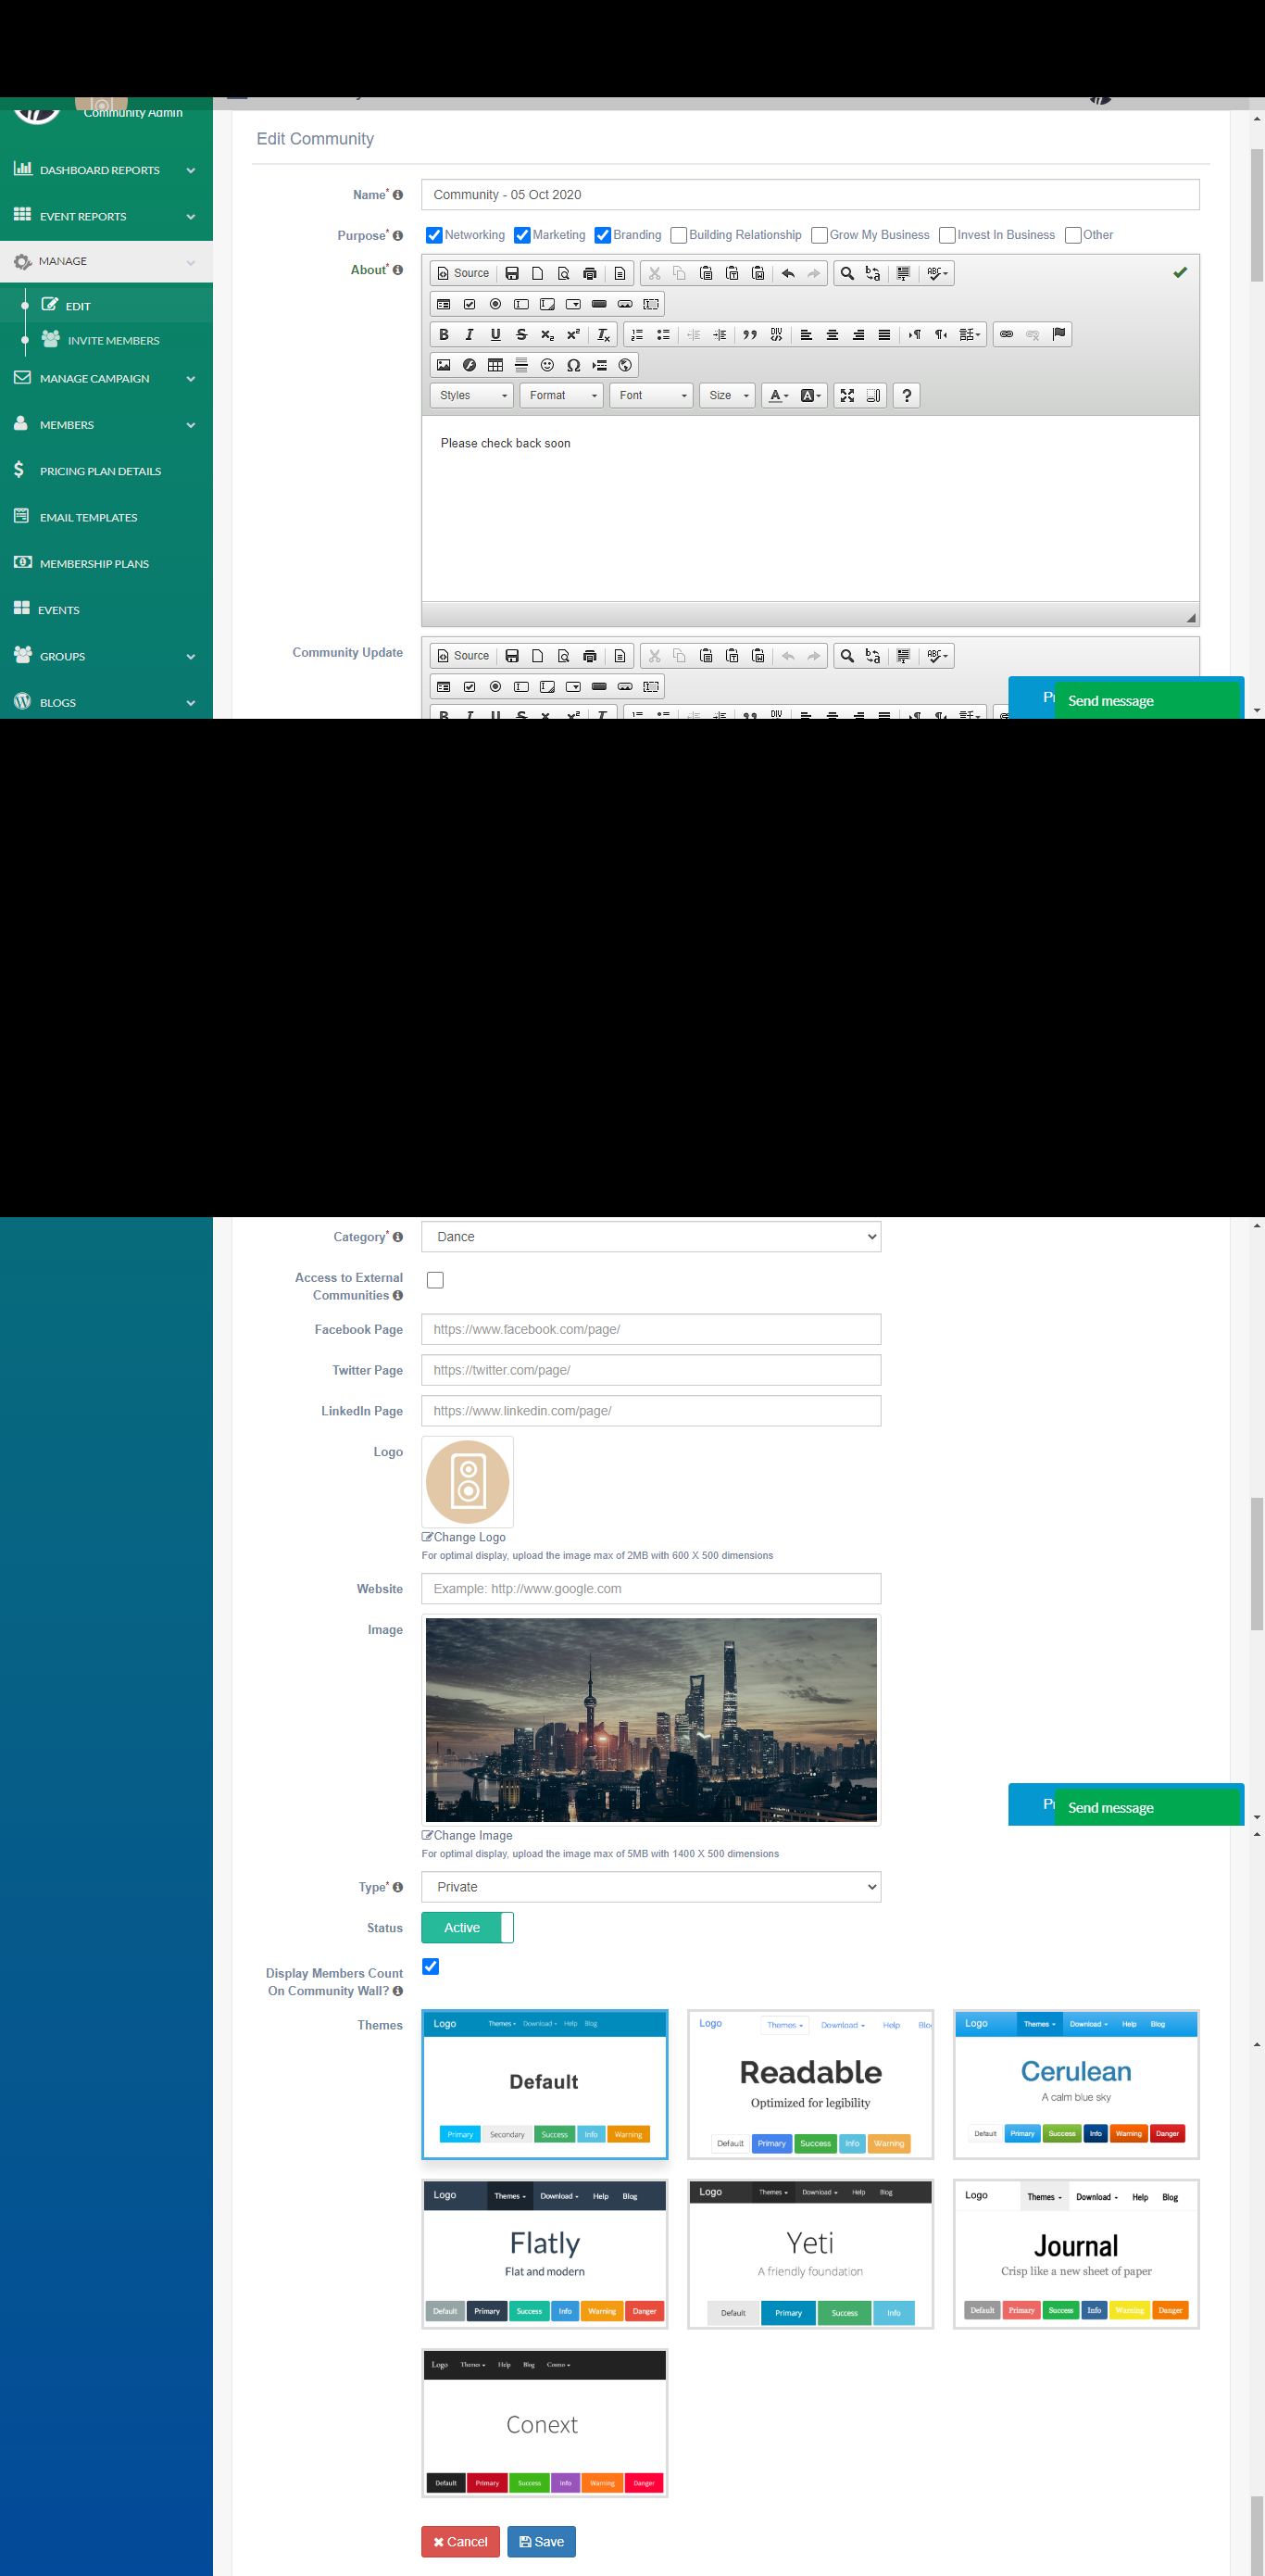 Community Admin
Edit Community
DASHBOARD REPORTS
EVENT REPORTS
MANAGE
EDIT
INVITE MEMBERS
MANAGE CAMPAIGN
MEMBERS
PRICING PLAN DETAILS
EMAIL TEMPLATES
MEMBERSHIP PLANS
EVENTS
GROUPS
BLOGS
Name* Community - 05 Oct 2020
Purpose* Networking Marketing Branding Building Relationship Grow My Business Invest In Business Other
About* Source
Styles Format Font Size
Please check back soon
Community Update Source
Send message
Category* Dance
Access to External
Communities
Facebook Page https://www.facebook.com/page/
Twitter Page https://twitter.com/page/
LinkedIn Page https://www.linkedin.com/page/
Logo
Change Logo
For optimal display, upload the image max of 2MB with 600 X 500 dimensions
Website Example: http://www.google.com
Image
Send message
Change Image
For optimal display, upload the image max of 5MB with 1400 X 500 dimensions
Type* Private
Status Active
Display Members Count
On Community Wall?
Themes
Logo Themes Download Help Blog
Default
Primary Secondary Success Info Warning
Logo Themes Download Help
Readable
Optimized for legibility
Default Primary Success Info Warning
Logo Themes Download Help Blog
Cerulean
A calm blue sky
Default Primary Success Info Warning Danger
Logo Themes Download Help Blog
Flatly
Flat and modern
Default Primary Success Info Warning Danger
Logo Themes Download Help Blog
Yeti
A friendly foundation
Default Primary Success Info
Logo Themes Download Help Blog
Journal
Crisp like a new sheet of paper
Default Primary Success Info Warning Danger
Logo Themes Help Blog
Conext
Default Primary Success Info Warning Danger
Cancel Save